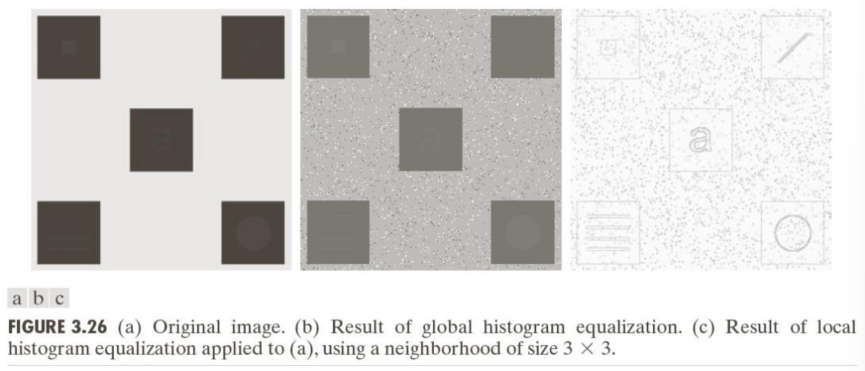 a
a
a
a b c
FIGURE 3.26 (a) Original image. (b) Result of global histogram equalization. (c) Result of local
histogram equalization applied to (a), using a neighborhood of size 3 × 3.